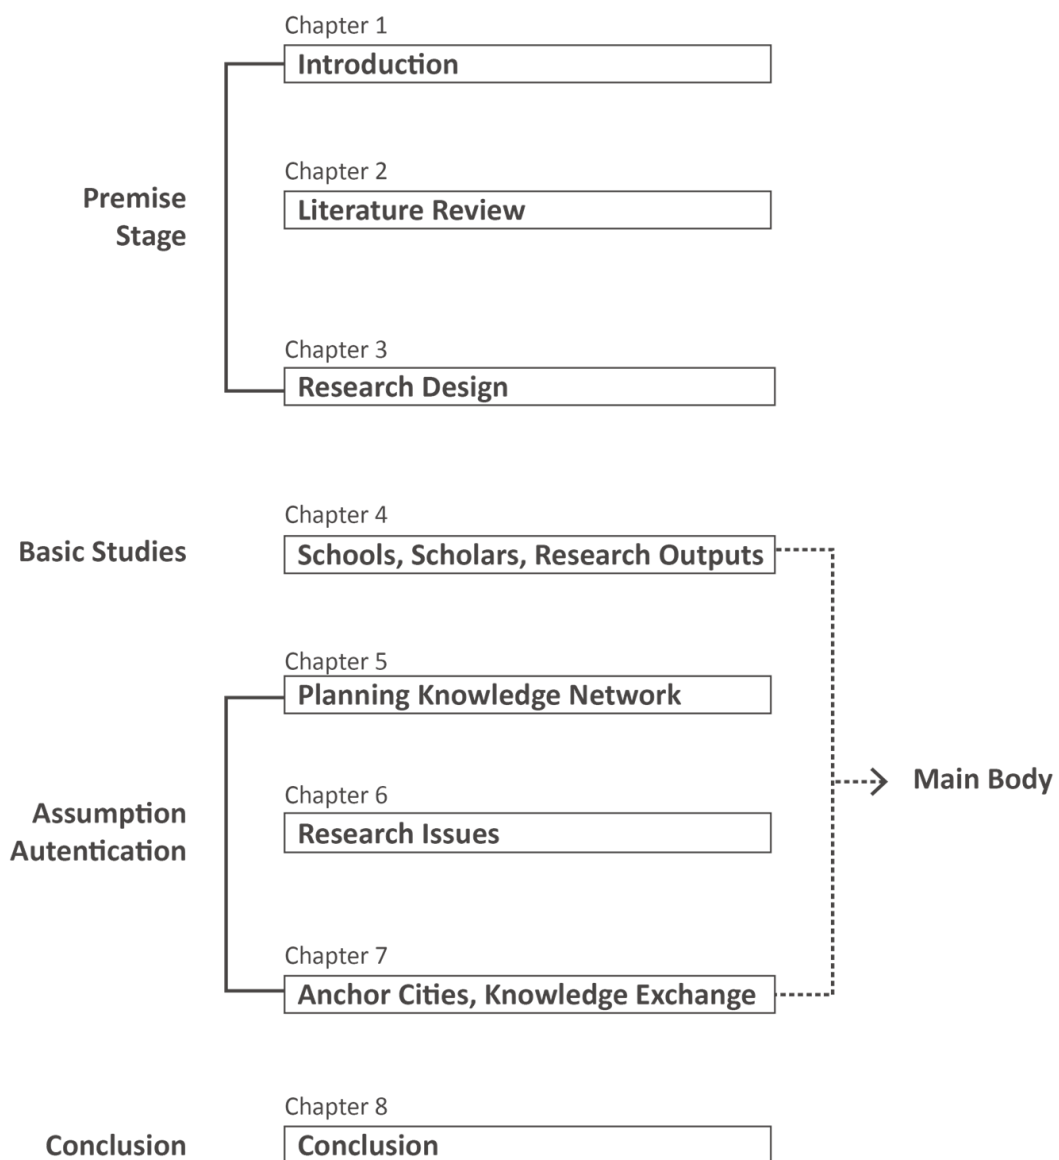 Chapter 1
Introduction
Premise
Stage
Chapter 2
Literature Review
Chapter 3
Research Design
Basic Studies
Chapter 4
Schools, Scholars, Research Outputs
Chapter 5
Planning Knowledge Network
Assumption
Autentication
Chapter 6
Research Issues
Main Body
Chapter 7
Anchor Cities, Knowledge Exchange
Chapter 8
Conclusion
Conclusion